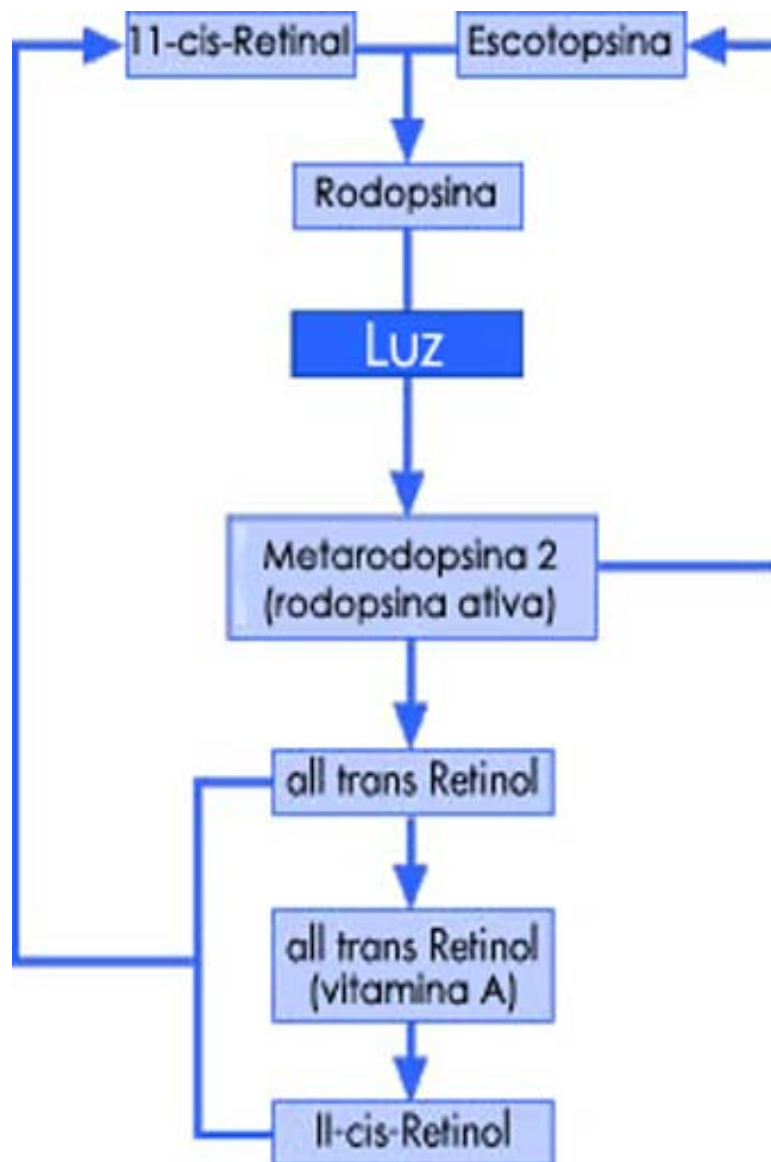 11-cis-Retinal
Escotopsina
Rodopsina
Luz
Metarodopsina 2
(rodopsina ativa)
all trans Retinol
all trans Retinol
(vitamina A)
II-cis-Retinol